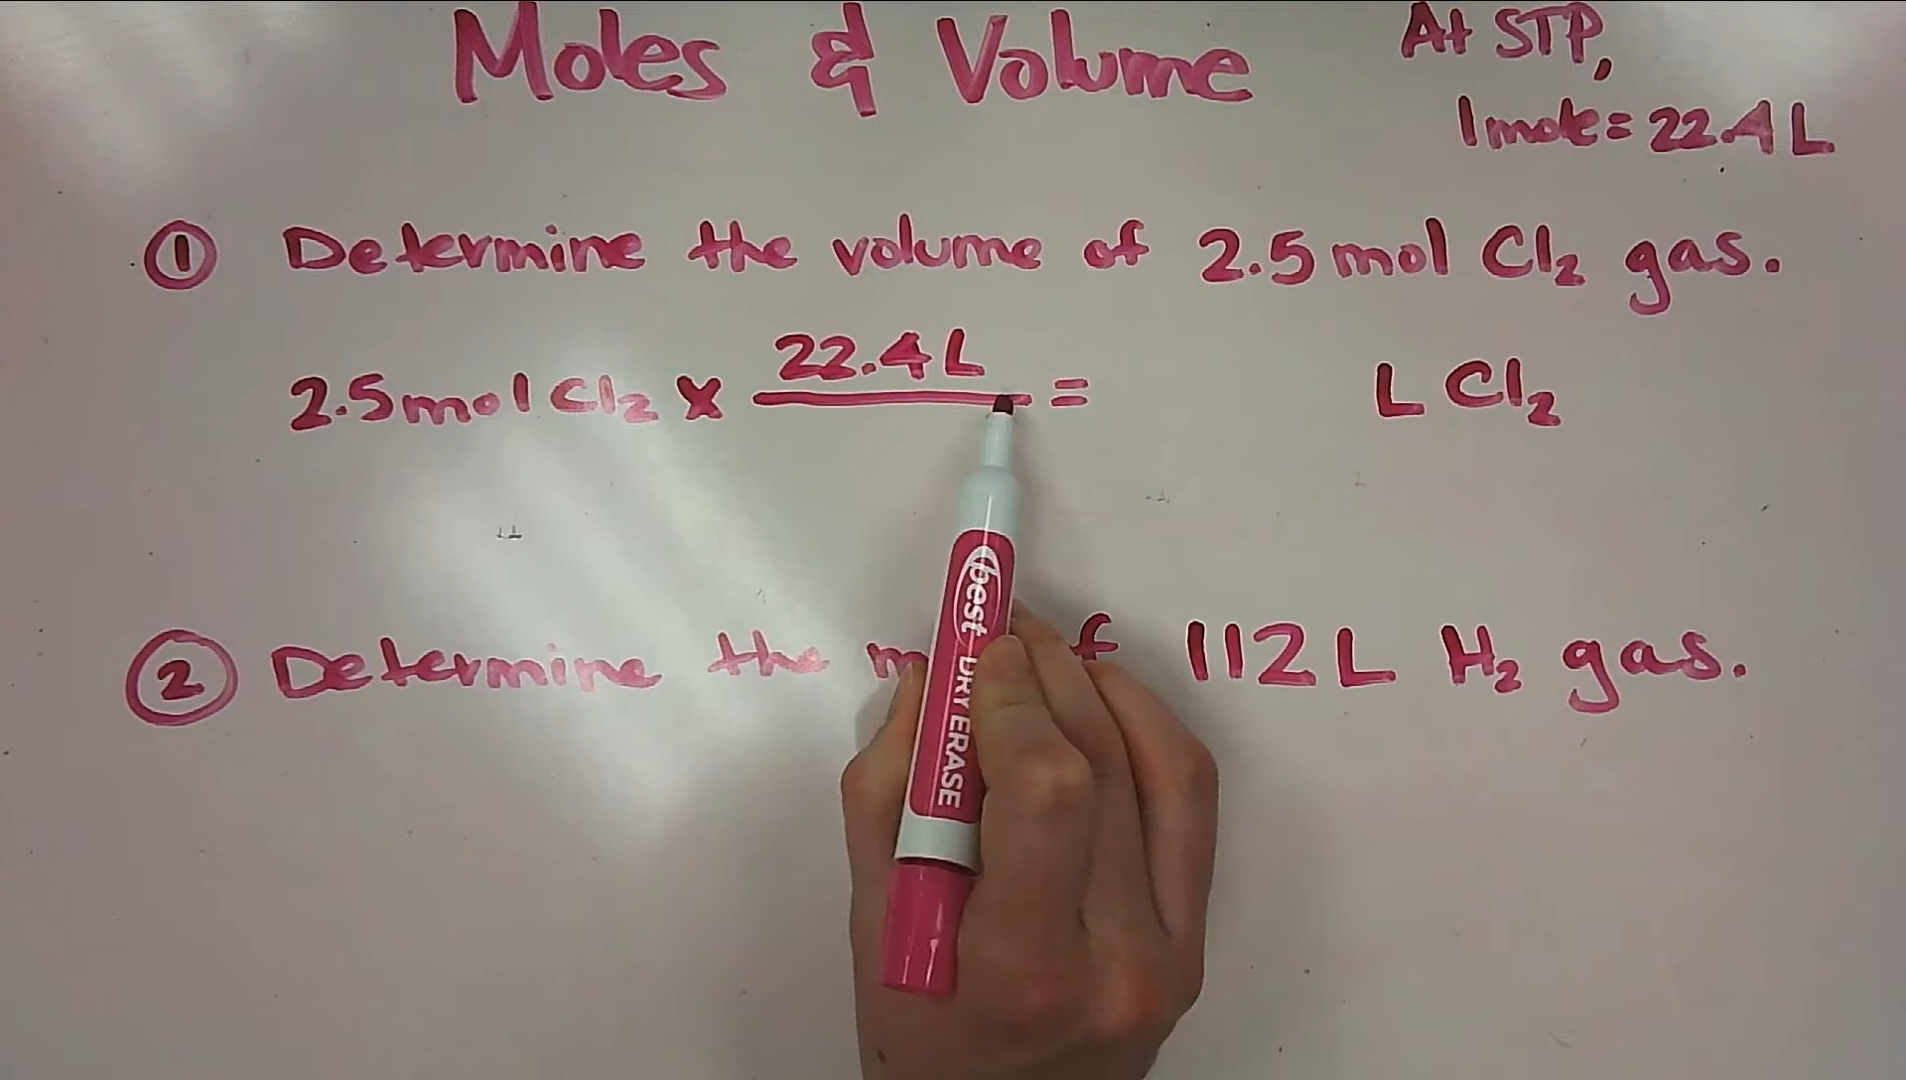 Moles & Volume
At STP,
1 mole = 22.4 L
① Determine the volume of 2.5 mol Cl₂ gas.
2.5 mol Cl₂ x 22.4 L = L Cl₂
② Determine the of 112 L H₂ gas.
best DRY ERASE